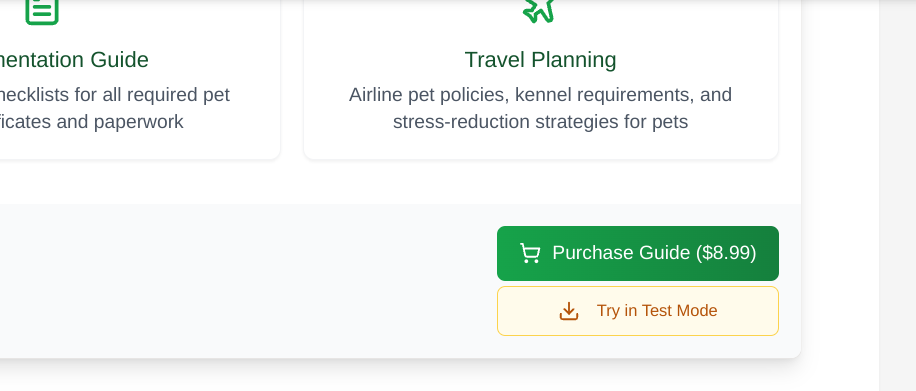 entation Guide
hecklists for all required pet
ficates and paperwork
Travel Planning
Airline pet policies, kennel requirements, and
stress-reduction strategies for pets
Purchase Guide ($8.99)
Try in Test Mode